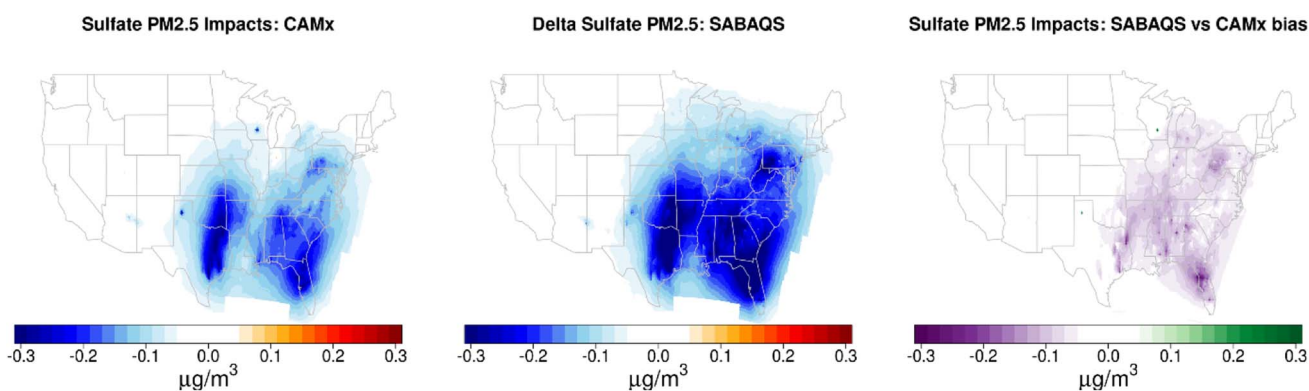 Sulfate PM2.5 Impacts: CAMx
Delta Sulfate PM2.5: SABAQS
Sulfate PM2.5 Impacts: SABAQS vs CAMx bias
-0.3 -0.2 -0.1 0.0 0.1 0.2 0.3
μg/m³
-0.3 -0.2 -0.1 0.0 0.1 0.2 0.3
μg/m³
-0.3 -0.2 -0.1 0.0 0.1 0.2 0.3
μg/m³